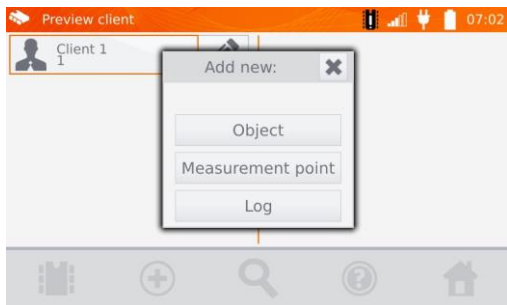 Preview client
07:02
Client 1
1
Add new:
Object
Measurement point
Log